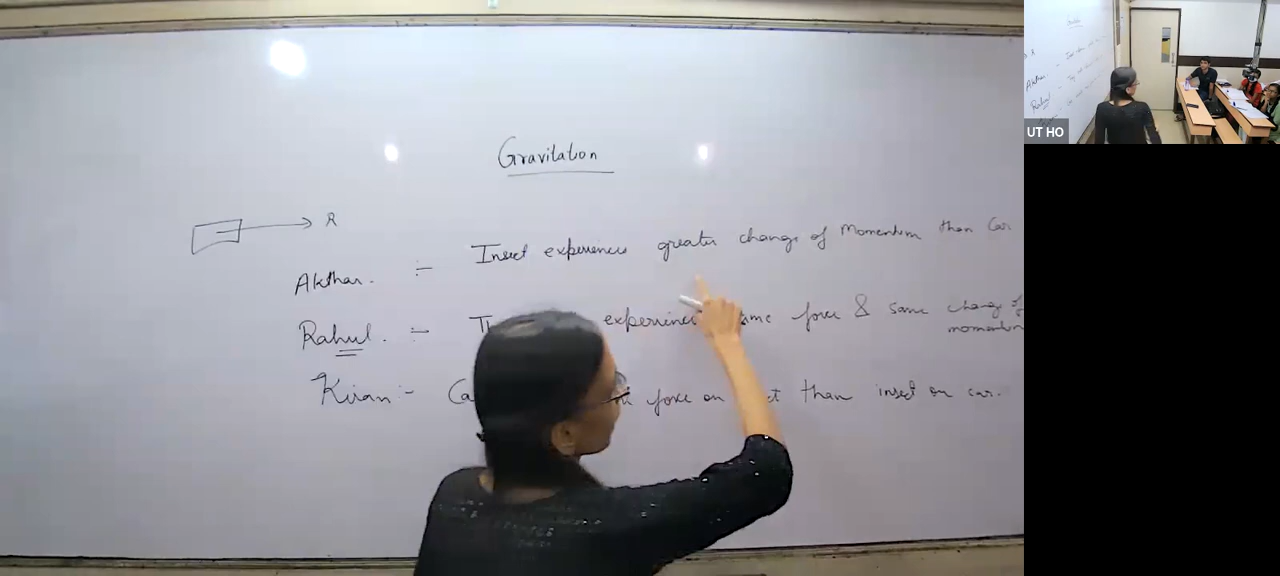 Gravitation
R
Akthar. :- Insect experiences greater change of Momentum than Car
Rahul. :- experience same force & same change of
momentum
Kiran :- force on than insect on car.
UT HO